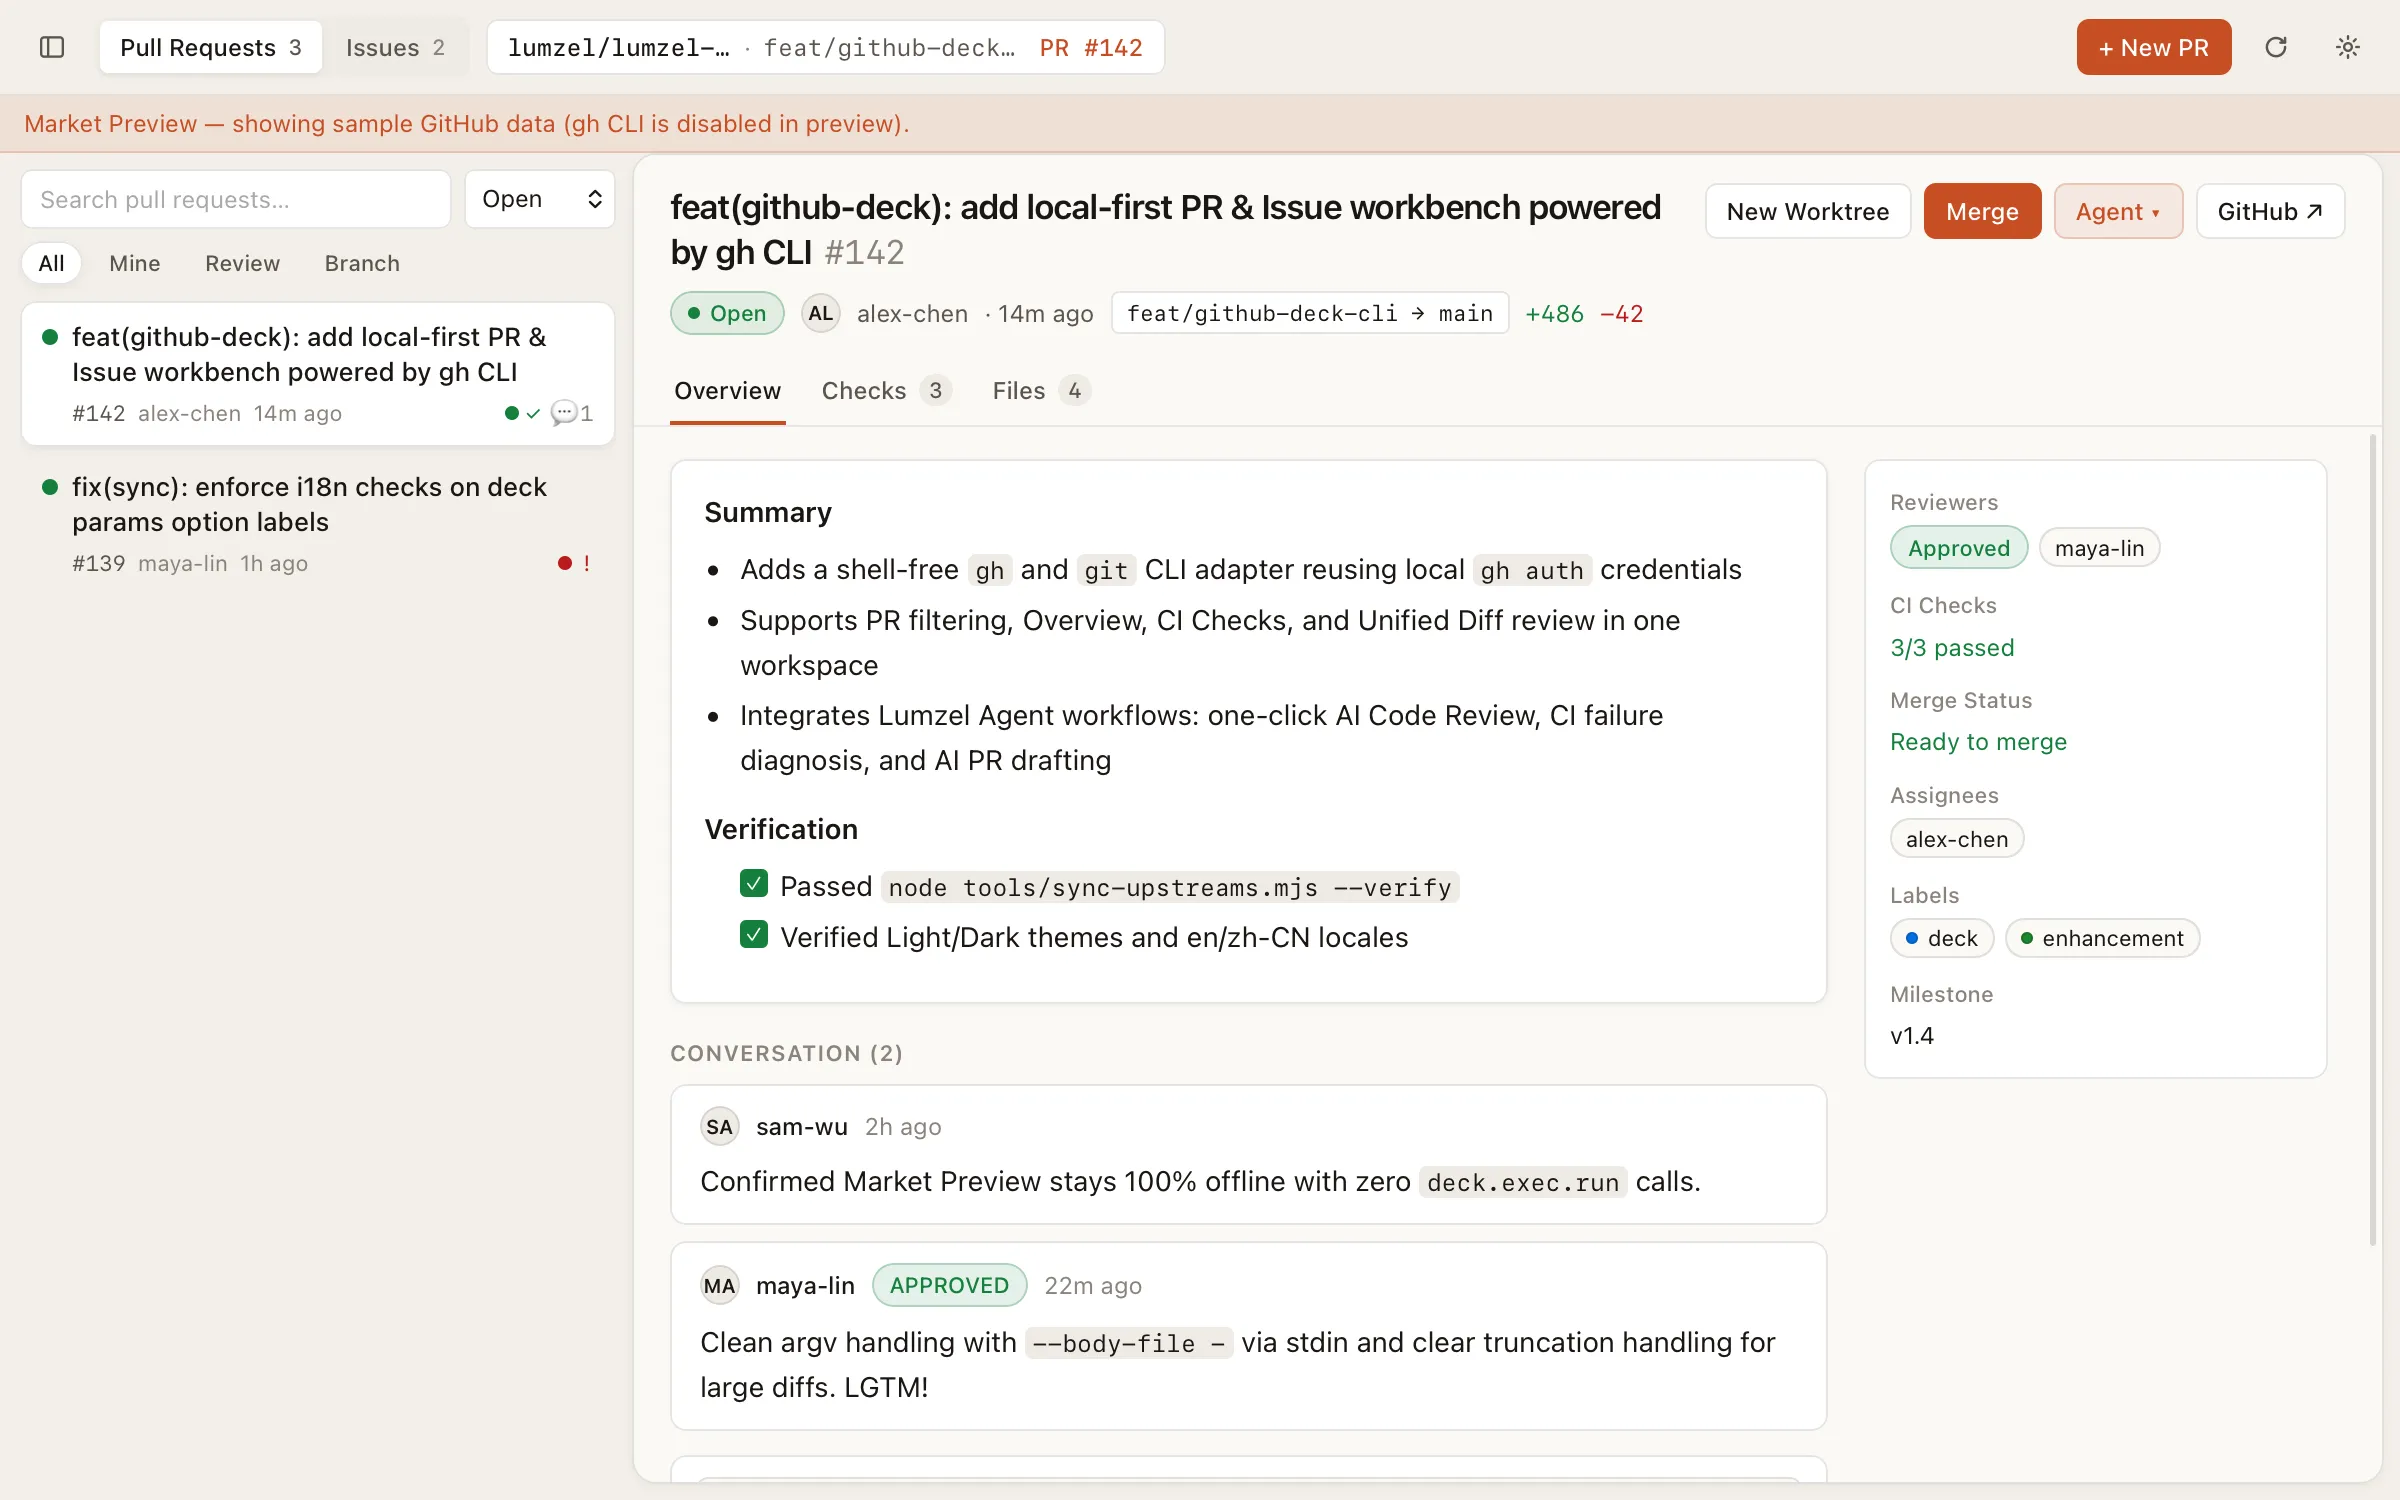 Pull Requests 3
Issues 2
lumzel/lumzel-… · feat/github-deck… PR #142
+ New PR
Market Preview — showing sample GitHub data (gh CLI is disabled in preview).
Search pull requests...
Open
All
Mine
Review
Branch
feat(github-deck): add local-first PR &
Issue workbench powered by gh CLI
#142 alex-chen 14m ago
✓ 1
fix(sync): enforce i18n checks on deck
params option labels
#139 maya-lin 1h ago
!
feat(github-deck): add local-first PR & Issue workbench powered
by gh CLI #142
New Worktree
Merge
Agent ▾
GitHub ↗
Open
AL alex-chen · 14m ago
feat/github-deck-cli → main
+486 −42
Overview
Checks 3
Files 4
Summary
• Adds a shell-free gh and git CLI adapter reusing local gh auth credentials
• Supports PR filtering, Overview, CI Checks, and Unified Diff review in one
workspace
• Integrates Lumzel Agent workflows: one-click AI Code Review, CI failure
diagnosis, and AI PR drafting
Verification
Passed node tools/sync-upstreams.mjs --verify
Verified Light/Dark themes and en/zh-CN locales
Reviewers
Approved maya-lin
CI Checks
3/3 passed
Merge Status
Ready to merge
Assignees
alex-chen
Labels
deck enhancement
Milestone
v1.4
CONVERSATION (2)
SA sam-wu 2h ago
Confirmed Market Preview stays 100% offline with zero deck.exec.run calls.
MA maya-lin APPROVED 22m ago
Clean argv handling with --body-file - via stdin and clear truncation handling for
large diffs. LGTM!